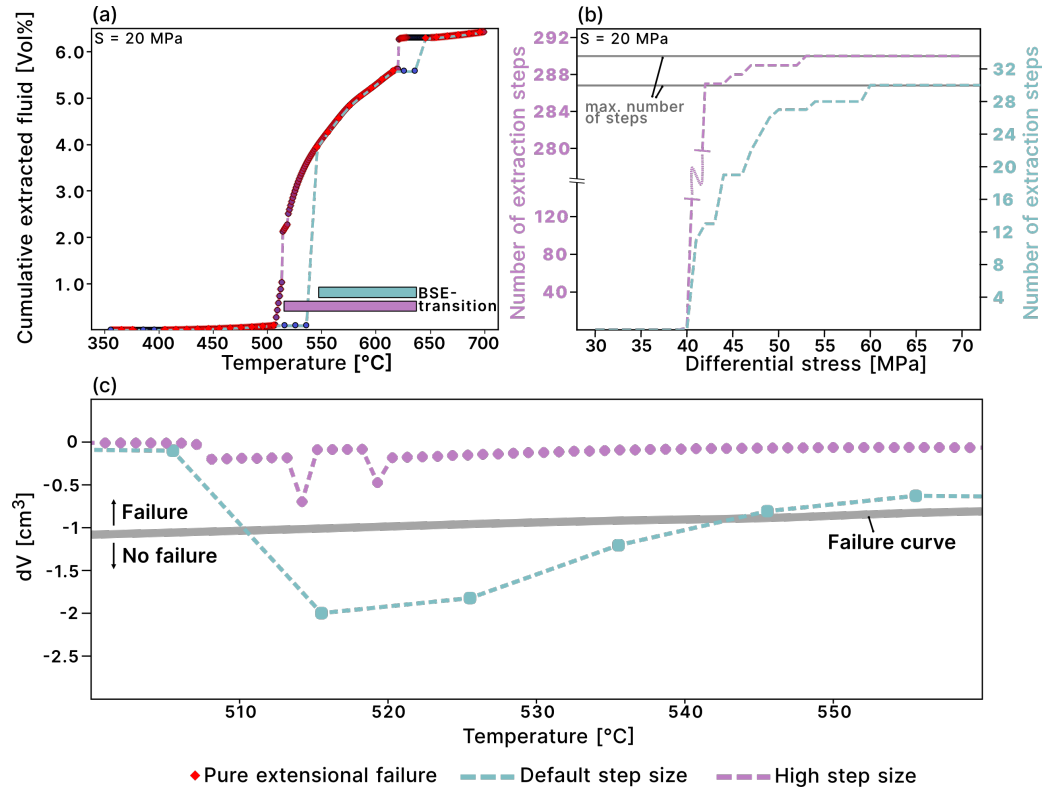 (a)
S = 20 MPa
Cumulative extracted fluid [Vol%]
6.0
5.0
4.0
3.0
2.0
1.0
BSE-
transition
350 400 450 500 550 600 650 700
Temperature [°C]
(b)
S = 20 MPa
Number of extraction steps
292
288
284
280
120
80
40
max. number
of steps
32
28
24
20
16
12
8
4
Number of extraction steps
30 35 40 45 50 55 60 65 70
Differential stress [MPa]
(c)
dV [cm³]
0
-0.5
-1
-1.5
-2
-2.5
Failure
No failure
Failure curve
510 520 530 540 550
Temperature [°C]
Pure extensional failure Default step size High step size